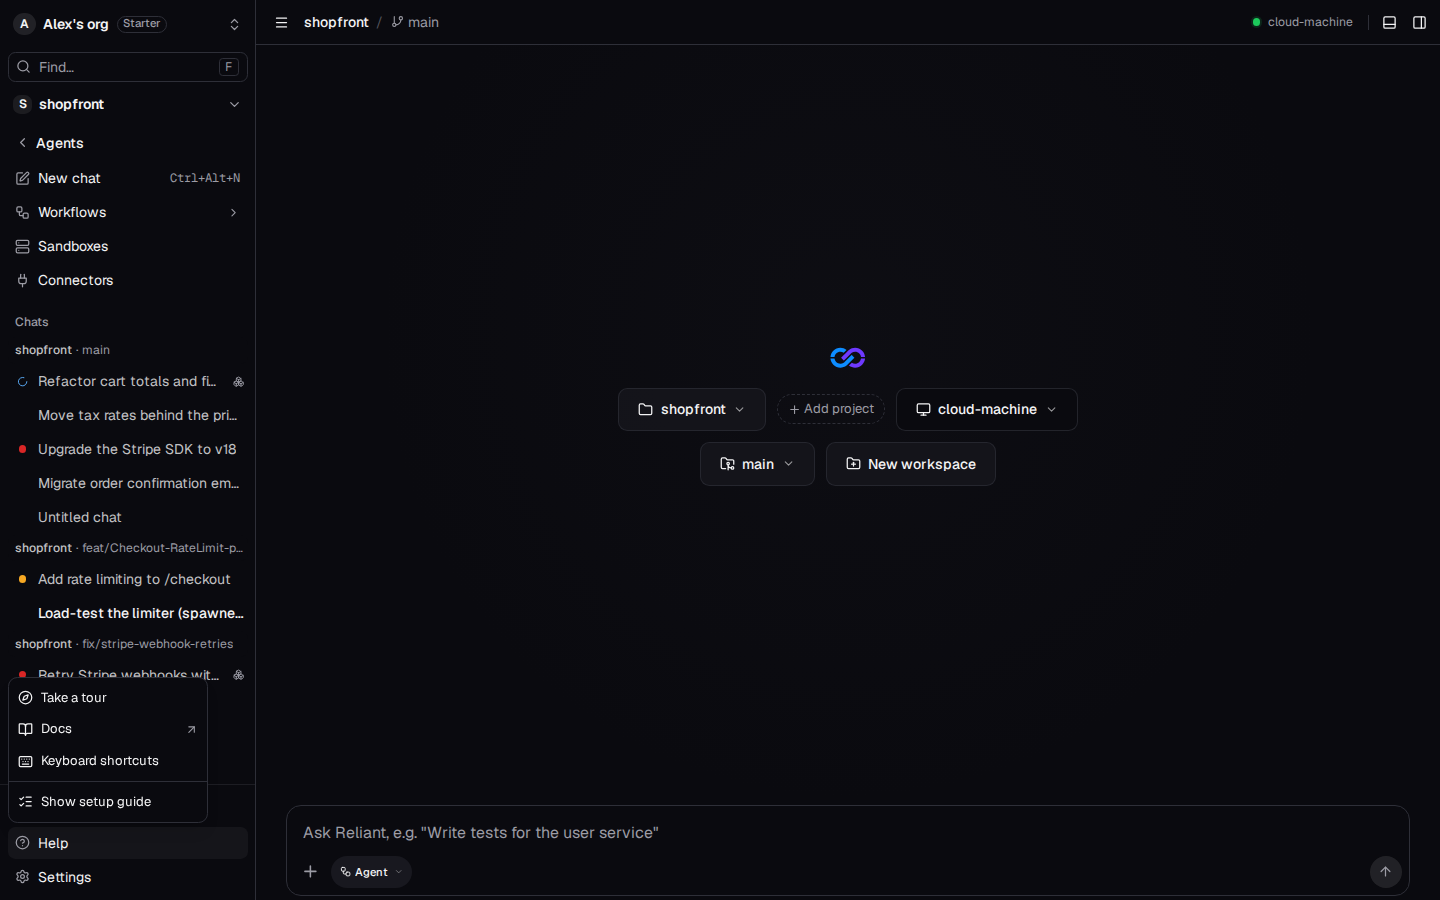 A Alex's org Starter
Find... F
S shopfront
Agents
New chat Ctrl+Alt+N
Workflows
Sandboxes
Connectors
Chats
shopfront · main
Refactor cart totals and fi...
Move tax rates behind the pri...
Upgrade the Stripe SDK to v18
Migrate order confirmation em...
Untitled chat
shopfront · feat/Checkout-RateLimit-p...
Add rate limiting to /checkout
Load-test the limiter (spawne...
shopfront · fix/stripe-webhook-retries
Retry Stripe webhooks wit...
Take a tour
Docs
Keyboard shortcuts
Show setup guide
Help
Settings
shopfront / main
cloud-machine
shopfront
Add project
cloud-machine
main
New workspace
Ask Reliant, e.g. "Write tests for the user service"
Agent